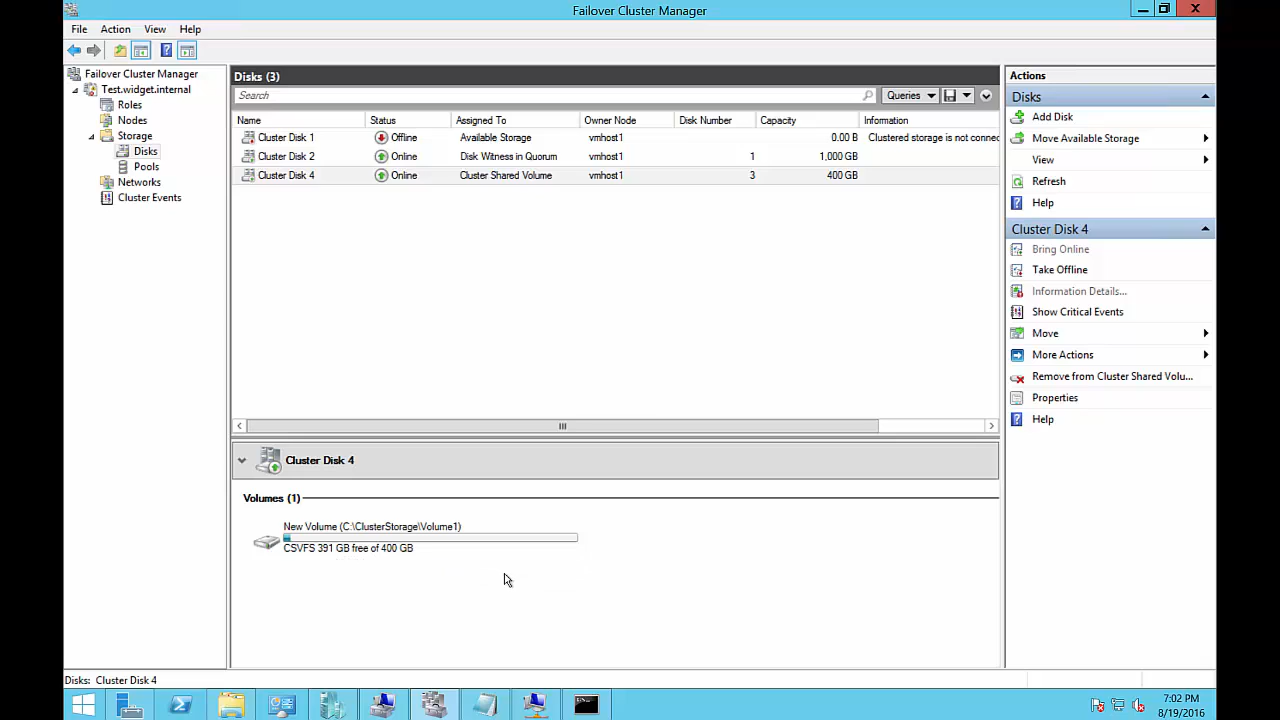 Failover Cluster Manager
File Action View Help
Failover Cluster Manager
Test.widget.internal
Roles
Nodes
Storage
Disks
Pools
Networks
Cluster Events
Disks (3)
Search
Queries
Name Status Assigned To Owner Node Disk Number Capacity Information
Cluster Disk 1 Offline Available Storage vmhost1 0.00 B Clustered storage is not connec
Cluster Disk 2 Online Disk Witness in Quorum vmhost1 1 1,000 GB
Cluster Disk 4 Online Cluster Shared Volume vmhost1 3 400 GB
Cluster Disk 4
Volumes (1)
New Volume (C:\ClusterStorage\Volume1)
CSVFS 391 GB free of 400 GB
Actions
Disks
Add Disk
Move Available Storage
View
Refresh
Help
Cluster Disk 4
Bring Online
Take Offline
Information Details...
Show Critical Events
Move
More Actions
Remove from Cluster Shared Volu...
Properties
Help
Disks: Cluster Disk 4
7:02 PM
8/19/2016